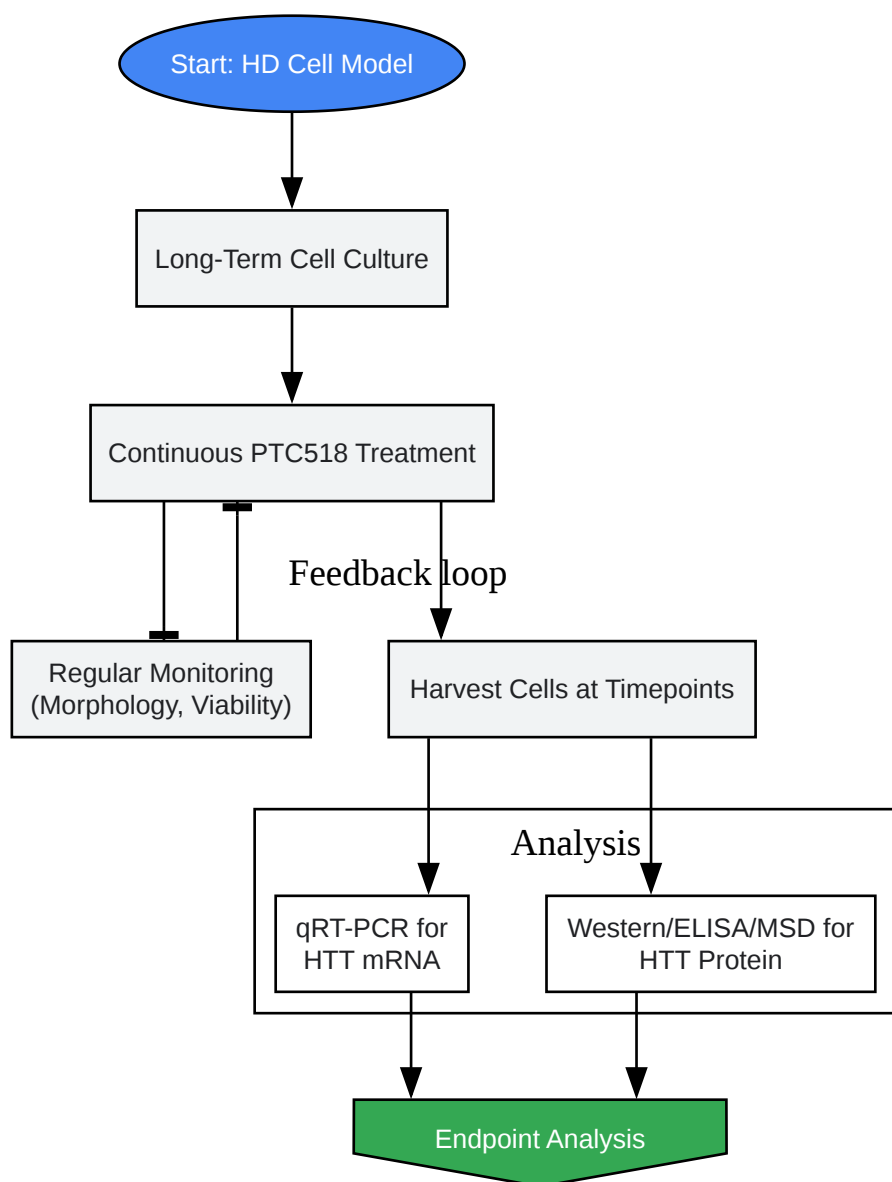 Start: HD Cell Model
Long-Term Cell Culture
Continuous PTC518 Treatment
Feedback loop
Regular Monitoring
(Morphology, Viability)
Harvest Cells at Timepoints
Analysis
qRT-PCR for
HTT mRNA
Western/ELISA/MSD for
HTT Protein
Endpoint Analysis